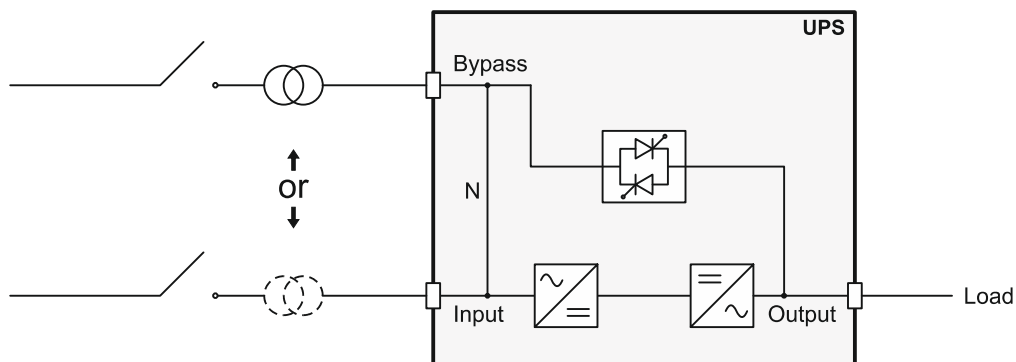 UPS
Bypass
or
N
Input
Output
Load